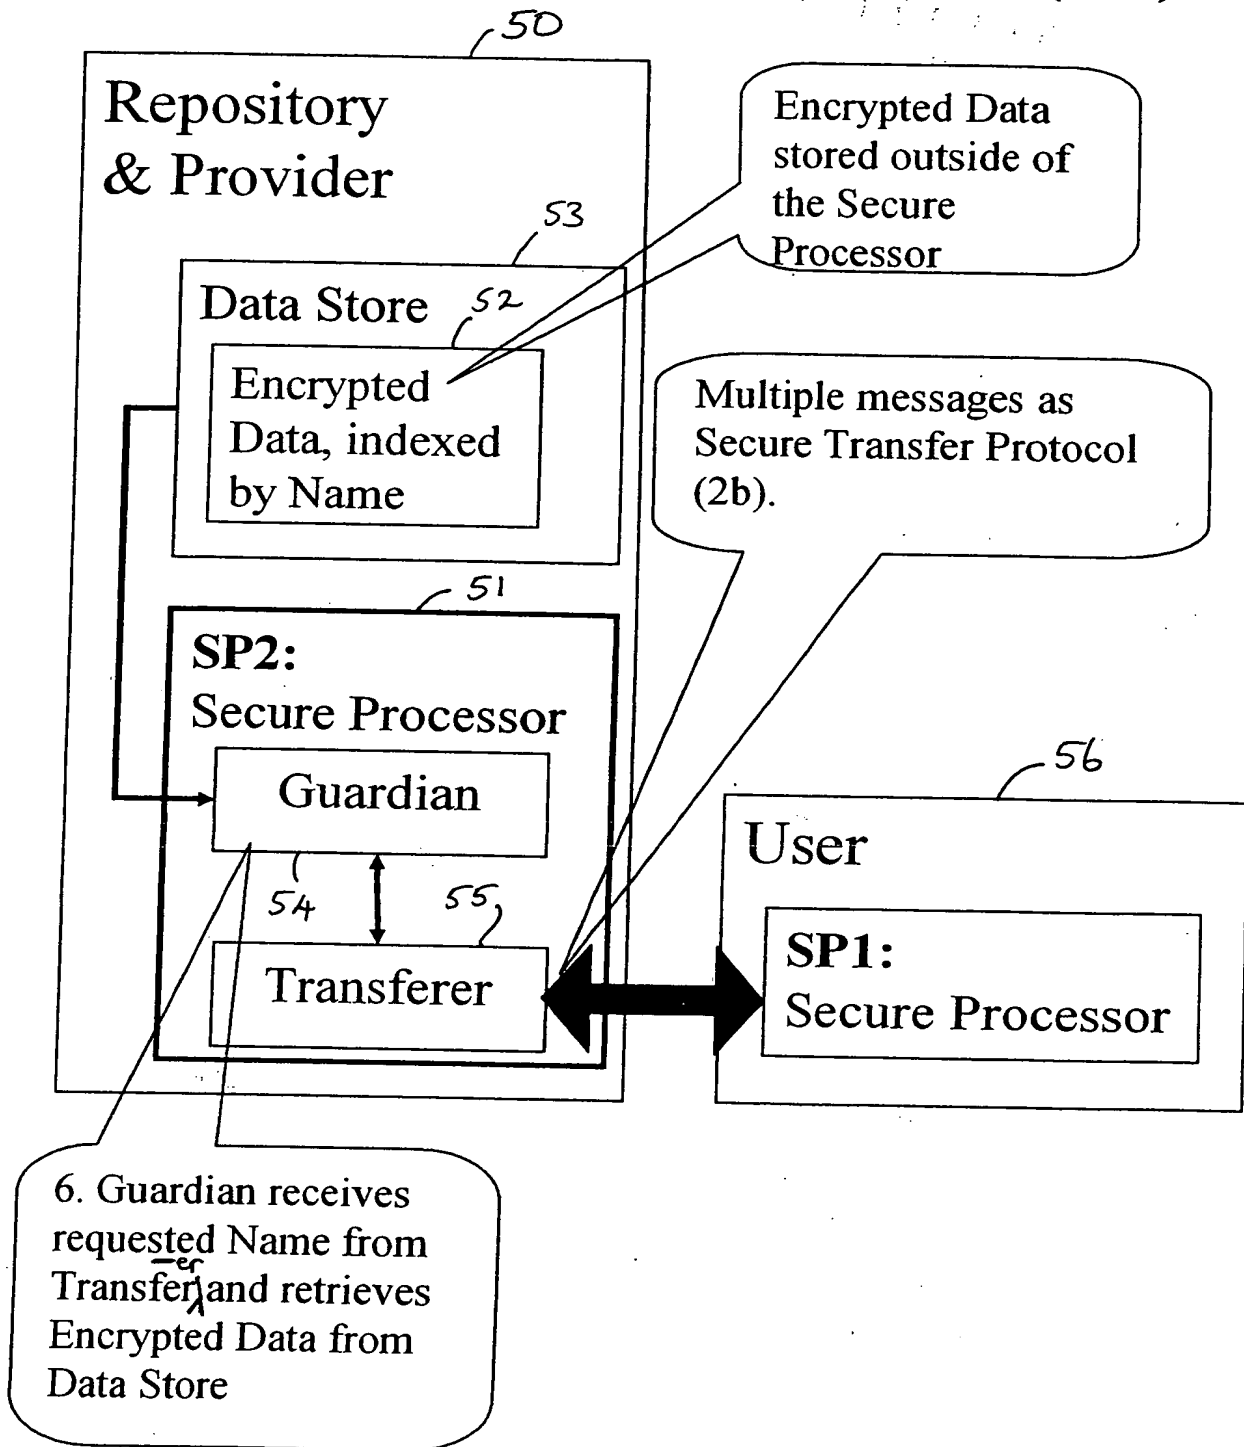 50
Repository
& Provider
Encrypted Data
stored outside of
the Secure
Processor
53
Data Store
52
Encrypted
Data, indexed
by Name
Multiple messages as
Secure Transfer Protocol
(2b).
51
SP2:
Secure Processor
Guardian
54
55
Transferer
56
User
SP1:
Secure Processor
6. Guardian receives
requested Name from
-er
Transfer and retrieves
Encrypted Data from
Data Store